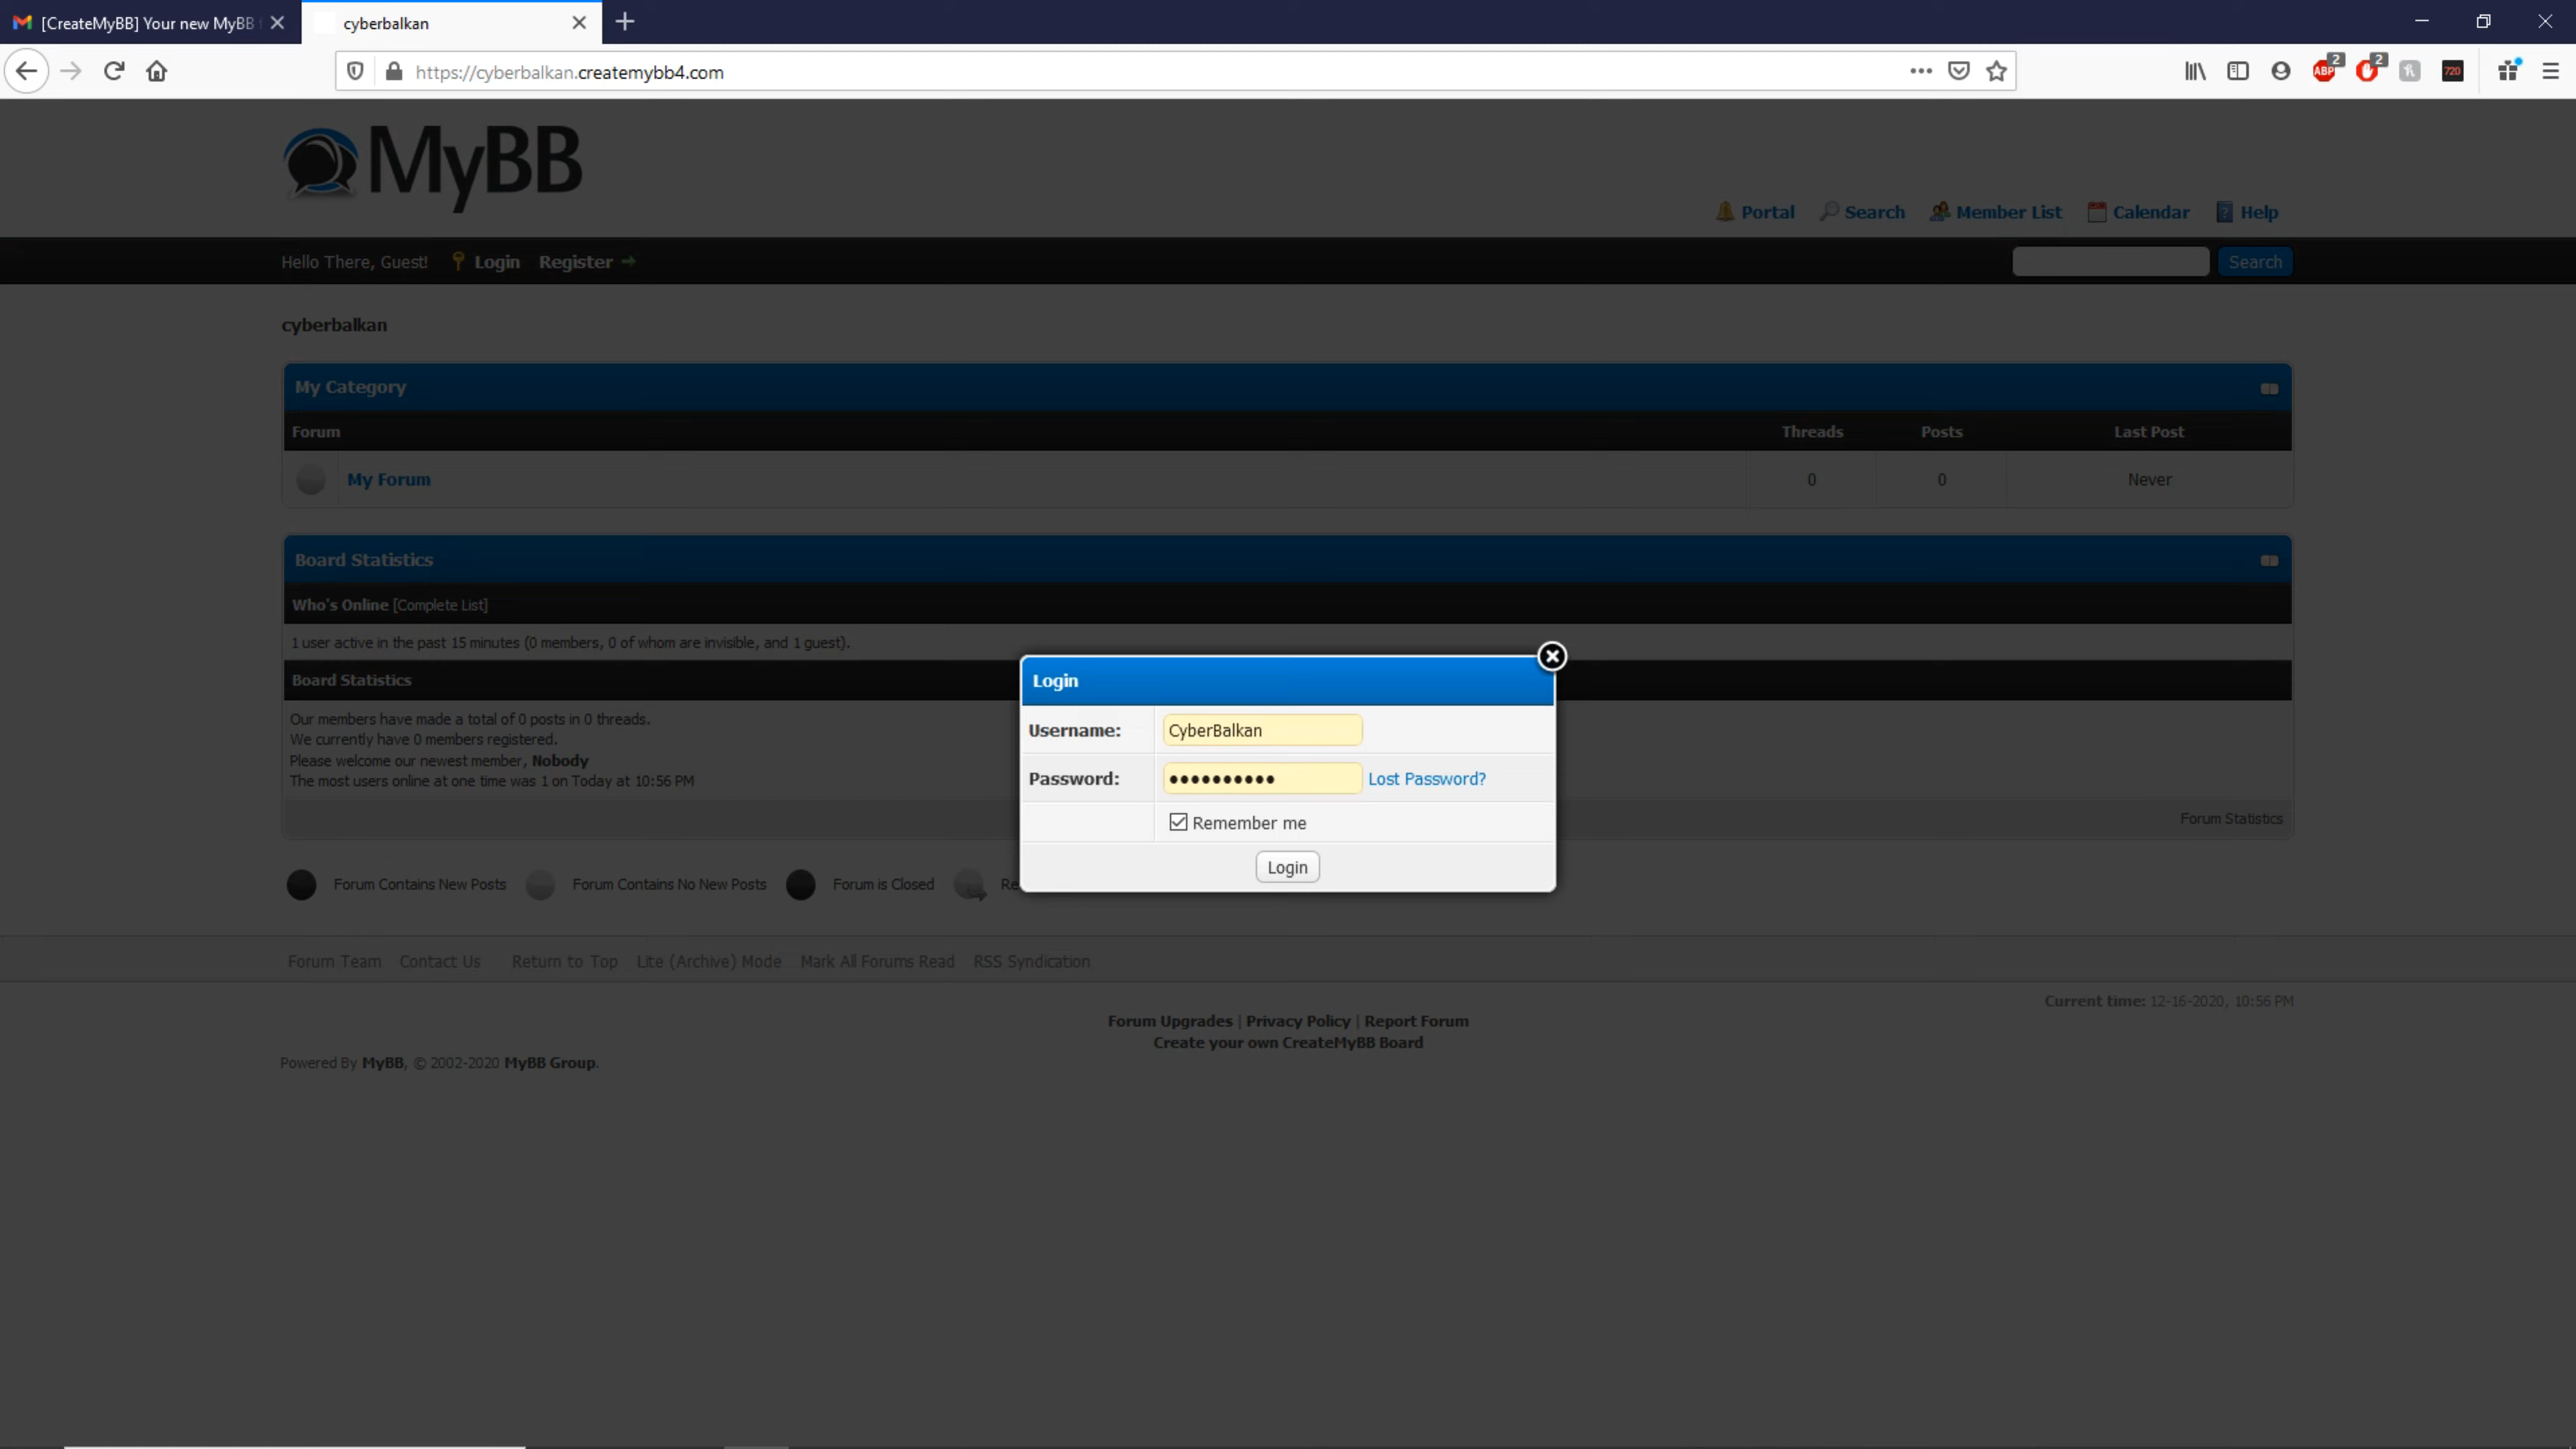 [CreateMyBB] Your new MyBB
cyberbalkan
https://cyberbalkan.createmybb4.com
ABP 2 2 720
MyBB
Portal Search Member List Calendar Help
Hello There, Guest! Login Register Search
cyberbalkan
My Category
Forum Threads Posts Last Post
My Forum 0 0 Never
Board Statistics
Who's Online [Complete List]
1 user active in the past 15 minutes (0 members, 0 of whom are invisible, and 1 guest).
Board Statistics
Our members have made a total of 0 posts in 0 threads.
We currently have 0 members registered.
Please welcome our newest member, Nobody
The most users online at one time was 1 on Today at 10:56 PM
Forum Statistics
Login
Username: CyberBalkan
Password: •••••••••• Lost Password?
Remember me
Login
Forum Contains New Posts Forum Contains No New Posts Forum is Closed Re
Forum Team Contact Us Return to Top Lite (Archive) Mode Mark All Forums Read RSS Syndication
Current time: 12-16-2020, 10:56 PM
Forum Upgrades | Privacy Policy | Report Forum
Create your own CreateMyBB Board
Powered By MyBB, © 2002-2020 MyBB Group.